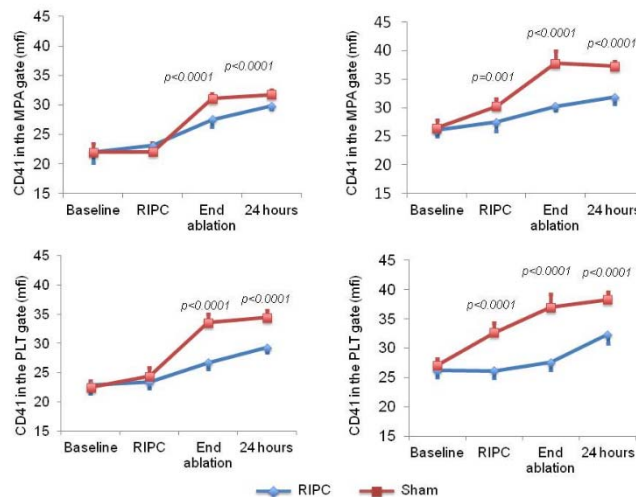 CD41 in the MPA gate (mfi)
45
40
35
30
25
20
15
p<0.0001
p<0.0001
Baseline
RIPC
End ablation
24 hours
CD41 in the MPA gate (mfi)
45
40
35
30
25
20
15
p=0.001
p<0.0001
p<0.0001
Baseline
RIPC
End ablation
24 hours
CD41 in the PLT gate (mfi)
45
40
35
30
25
20
15
p<0.0001
p<0.0001
Baseline
RIPC
End ablation
24 hours
CD41 in the PLT gate (mfi)
45
40
35
30
25
20
15
p<0.0001
p<0.0001
p<0.0001
Baseline
RIPC
End ablation
24 hours
RIPC
Sham